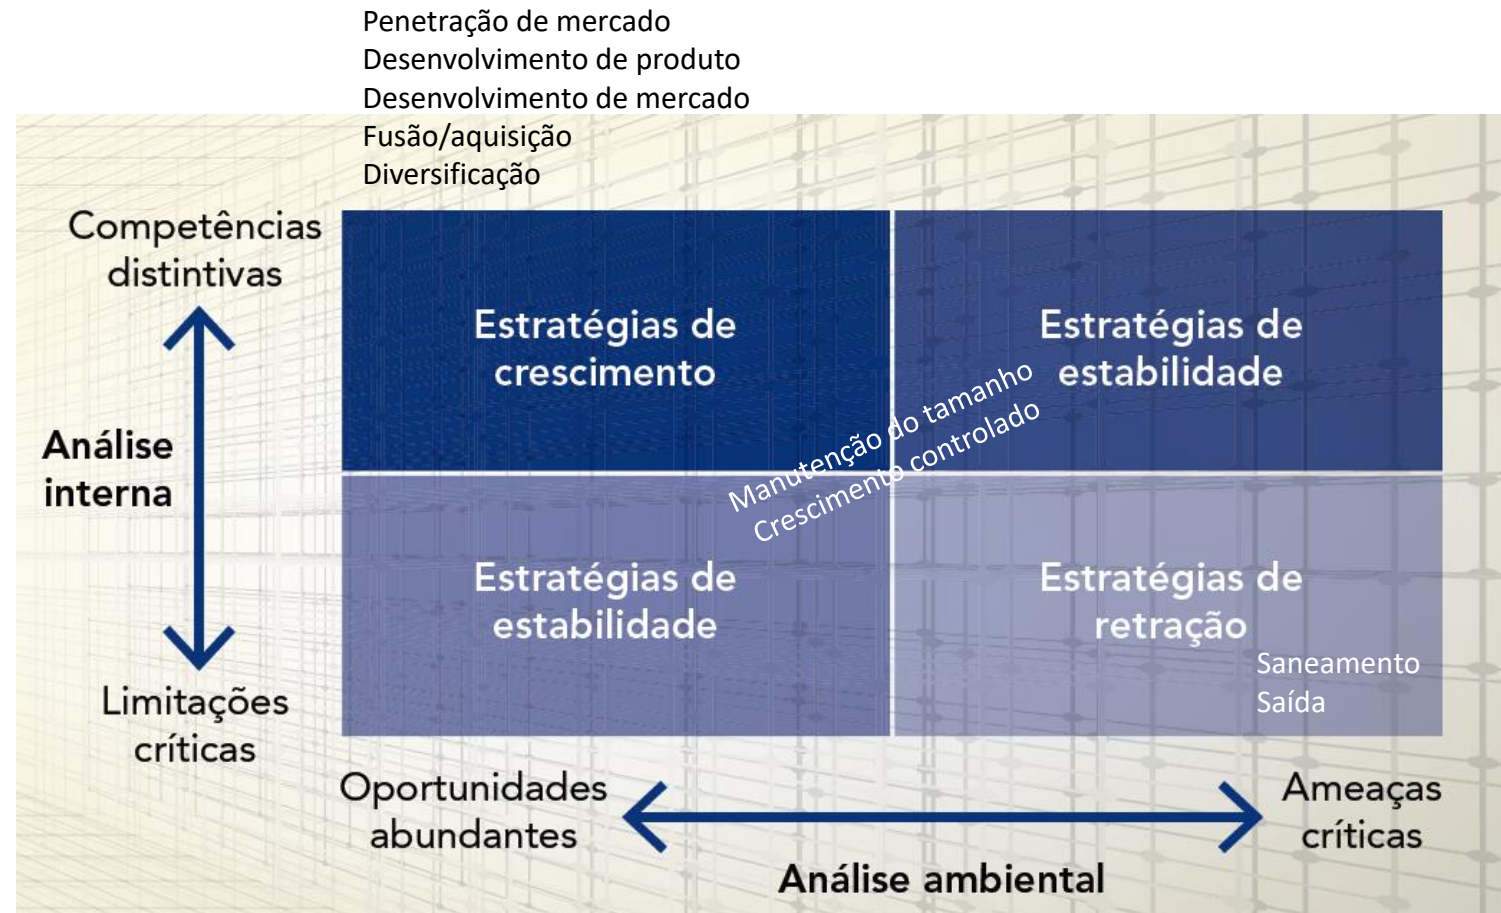 Penetração de mercado
Desenvolvimento de produto
Desenvolvimento de mercado
Fusão/aquisição
Diversificação
Competências
distintivas
Estratégias de
crescimento
Estratégias de
estabilidade
Manutenção do tamanho
Crescimento controlado
Análise
interna
Estratégias de
estabilidade
Estratégias de
retração
Saneamento
Saída
Limitações
críticas
Oportunidades
abundantes
Ameaças
críticas
Análise ambiental